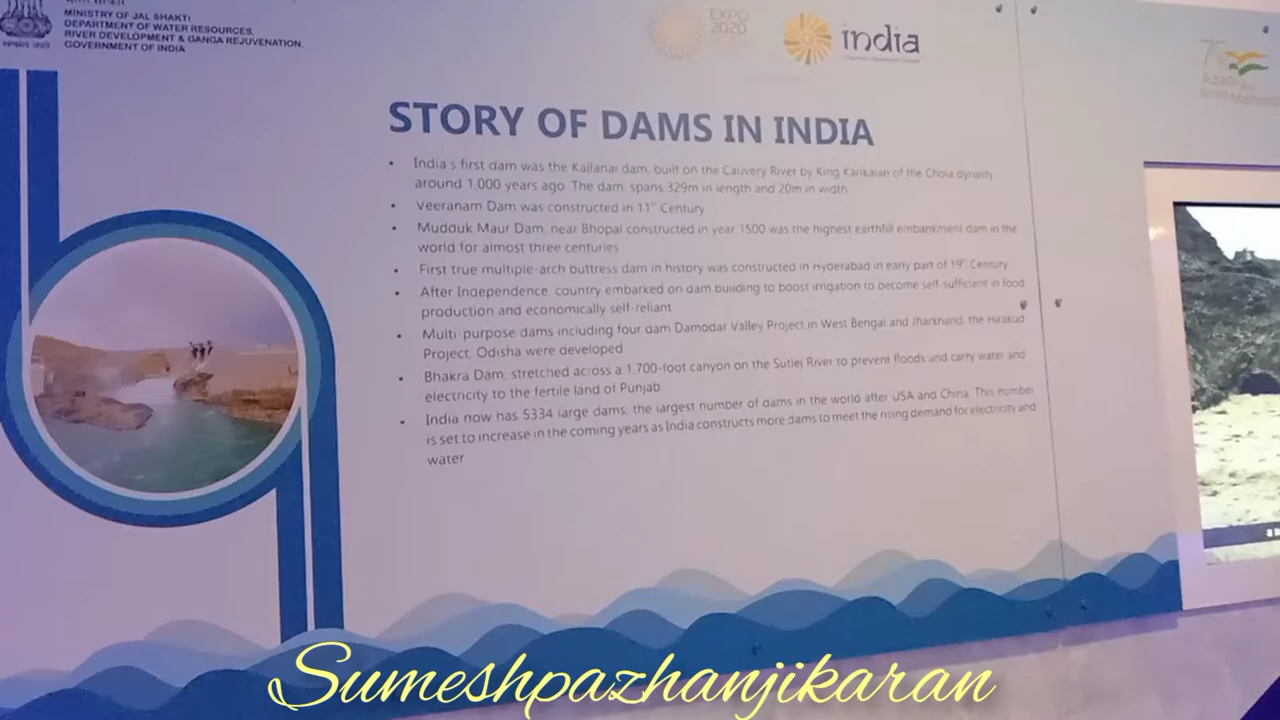 MINISTRY OF JAL SHAKTI
DEPARTMENT OF WATER RESOURCES,
RIVER DEVELOPMENT & GANGA REJUVENATION,
GOVERNMENT OF INDIA
EXPO
2020
india
STORY OF DAMS IN INDIA
• India's first dam was the Kallanai dam, built on the Cauvery River by King Karikalan of the Chola dynasty
around 1,000 years ago. The dam, spans 329m in length and 20m in width
• Veeranam Dam was constructed in 11th Century
• Mudduk Maur Dam, near Bhopal constructed in year 1500 was the highest earthfill embankment dam in the
world for almost three centuries
• First true multiple-arch buttress dam in history was constructed in Hyderabad in early part of 19th Century
• After Independence, country embarked on dam building to boost irrigation to become self-sufficient in food
production and economically self-reliant
• Multi-purpose dams including four dam Damodar Valley Project in West Bengal and Jharkhand, the Hirakud
Project, Odisha were developed
• Bhakra Dam, stretched across a 1,700-foot canyon on the Sutlej River to prevent floods and carry water and
electricity to the fertile land of Punjab
• India now has 5334 large dams, the largest number of dams in the world after USA and China. This number
is set to increase in the coming years as India constructs more dams to meet the rising demand for electricity and
water
Sumeshpazhanjikaran